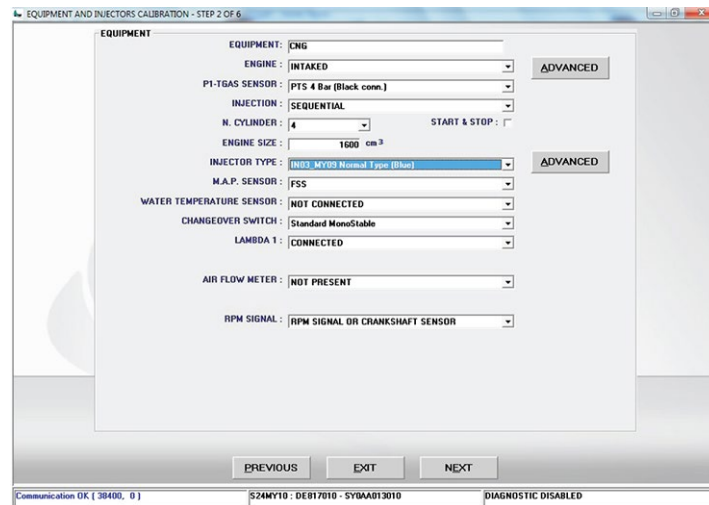 EQUIPMENT AND INJECTORS CALIBRATION - STEP 2 OF 6
EQUIPMENT
EQUIPMENT: CNG
ENGINE : INTAKED ADVANCED
P1-TGAS SENSOR : PTS 4 Bar (Black conn.)
INJECTION : SEQUENTIAL
N. CYLINDER : 4 START & STOP :
ENGINE SIZE : 1600 cm3
INJECTOR TYPE : IN03_MY09 Normal Type (Blue) ADVANCED
M.A.P. SENSOR : FSS
WATER TEMPERATURE SENSOR : NOT CONNECTED
CHANGEOVER SWITCH : Standard MonoStable
LAMBDA 1 : CONNECTED
AIR FLOW METER : NOT PRESENT
RPM SIGNAL : RPM SIGNAL OR CRANKSHAFT SENSOR
PREVIOUS EXIT NEXT
Communication OK ( 38400, 0 ) S24MY10 : DE817010 - SY0AA013010 DIAGNOSTIC DISABLED